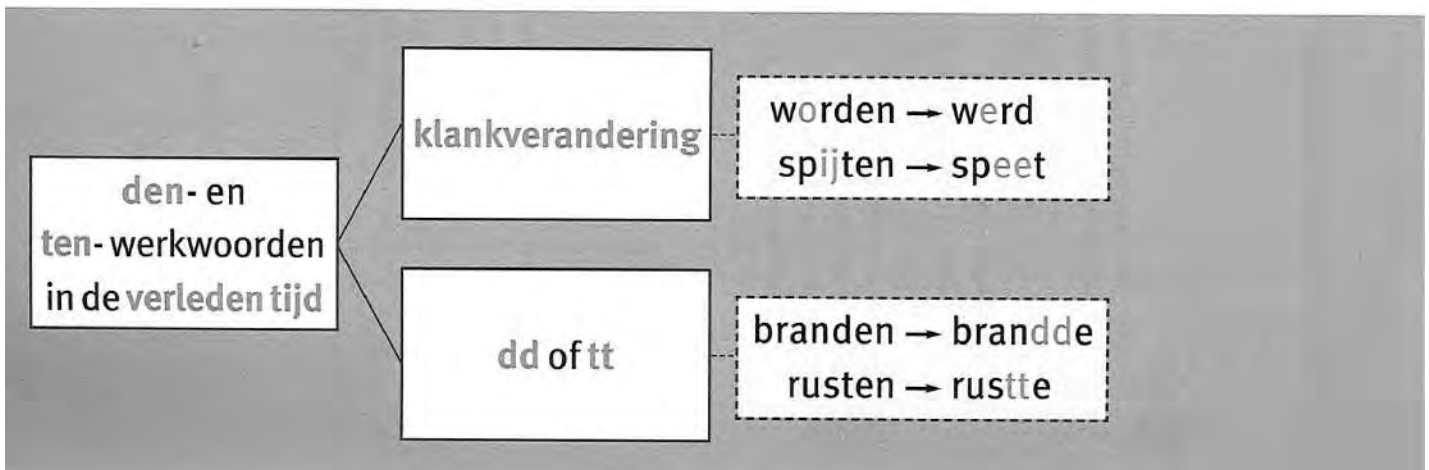 den- en
ten- werkwoorden
in de verleden tijd
klankverandering
worden → werd
spijten → speet
dd of tt
branden → brandde
rusten → rustte